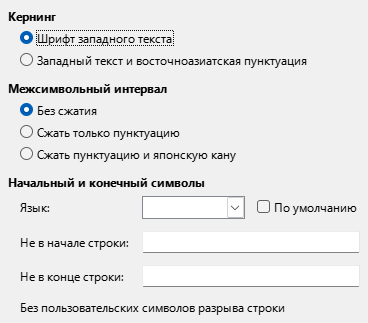 Кернинг
Шрифт западного текста
Западный текст и восточноазиатская пунктуация
Межсимвольный интервал
Без сжатия
Сжать только пунктуацию
Сжать пунктуацию и японскую кану
Начальный и конечный символы
Язык:
По умолчанию
Не в начале строки:
Не в конце строки:
Без пользовательских символов разрыва строки